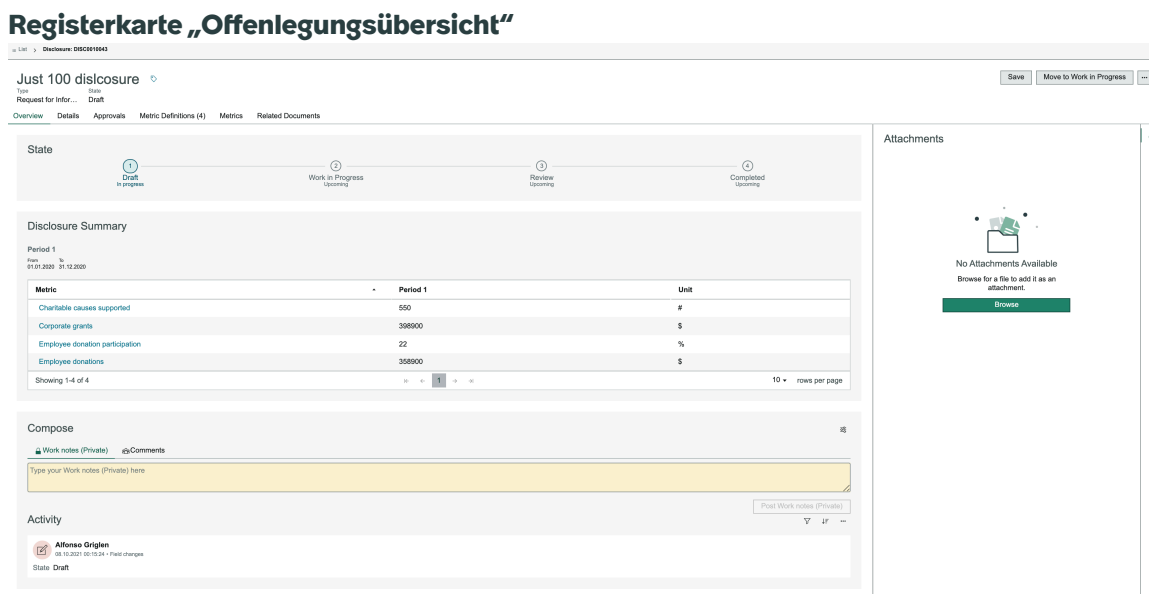 Registerkarte „Offenlegungsübersicht“
List > Disclosure: DISC0010043
Just 100 dislcosure
Save Move to Work in Progress ...
Type State
Request for Infor... Draft
Overview Details Approvals Metric Definitions (4) Metrics Related Documents
State
1 2 3 4
Draft Work in Progress Review Completed
In progress Upcoming Upcoming Upcoming
Attachments
No Attachments Available
Browse for a file to add it as an
attachment.
Browse
Disclosure Summary
Period 1
From To
01.01.2020 31.12.2020
Metric Period 1 Unit
Charitable causes supported 550 #
Corporate grants 398900 $
Employee donation participation 22 %
Employee donations 358900 $
Showing 1-4 of 4 1 10 rows per page
Compose
Work notes (Private) Comments
Type your Work notes (Private) here
Post Work notes (Private)
Activity
Alfonso Griglen
08.10.2021 00:15:24 • Field changes
State Draft